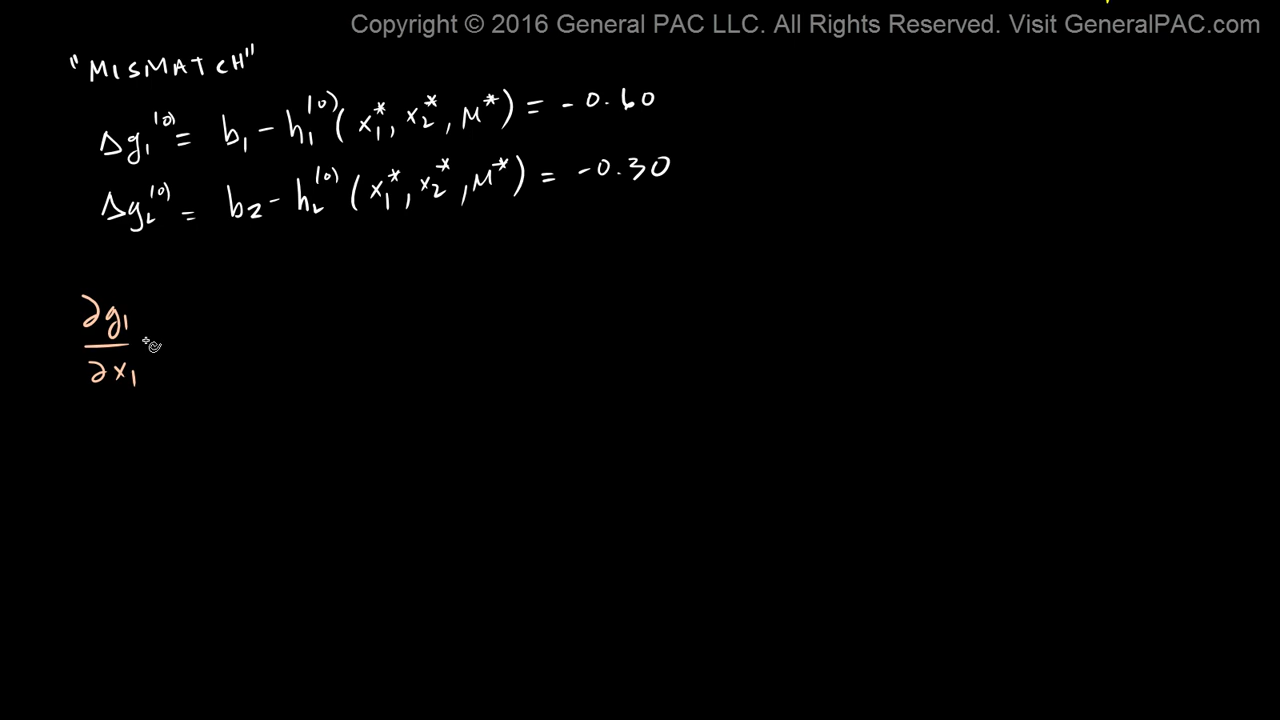 Copyright © 2016 General PAC LLC. All Rights Reserved. Visit GeneralPAC.com
"MISMATCH"
Δg₁⁽⁰⁾ = b₁ - h₁⁽⁰⁾(x₁*, x₂*, M*) = -0.60
Δg₂⁽⁰⁾ = b₂ - h₂⁽⁰⁾(x₁*, x₂*, M*) = -0.30
∂g₁
∂x₁